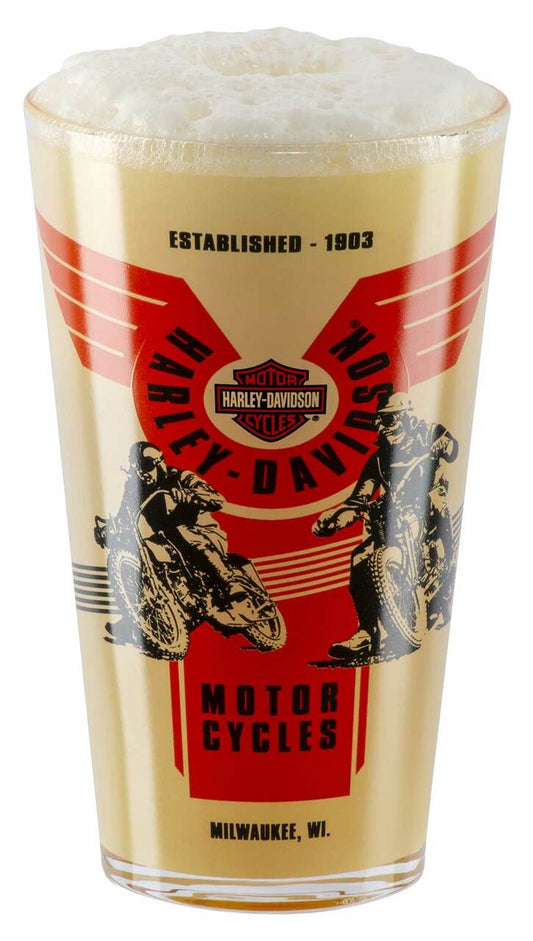 ESTABLISHED - 1903
HARLEY-DAVIDSON®
MOTOR
HARLEY-DAVIDSON
CYCLES®
MOTOR
CYCLES
MILWAUKEE, WI.